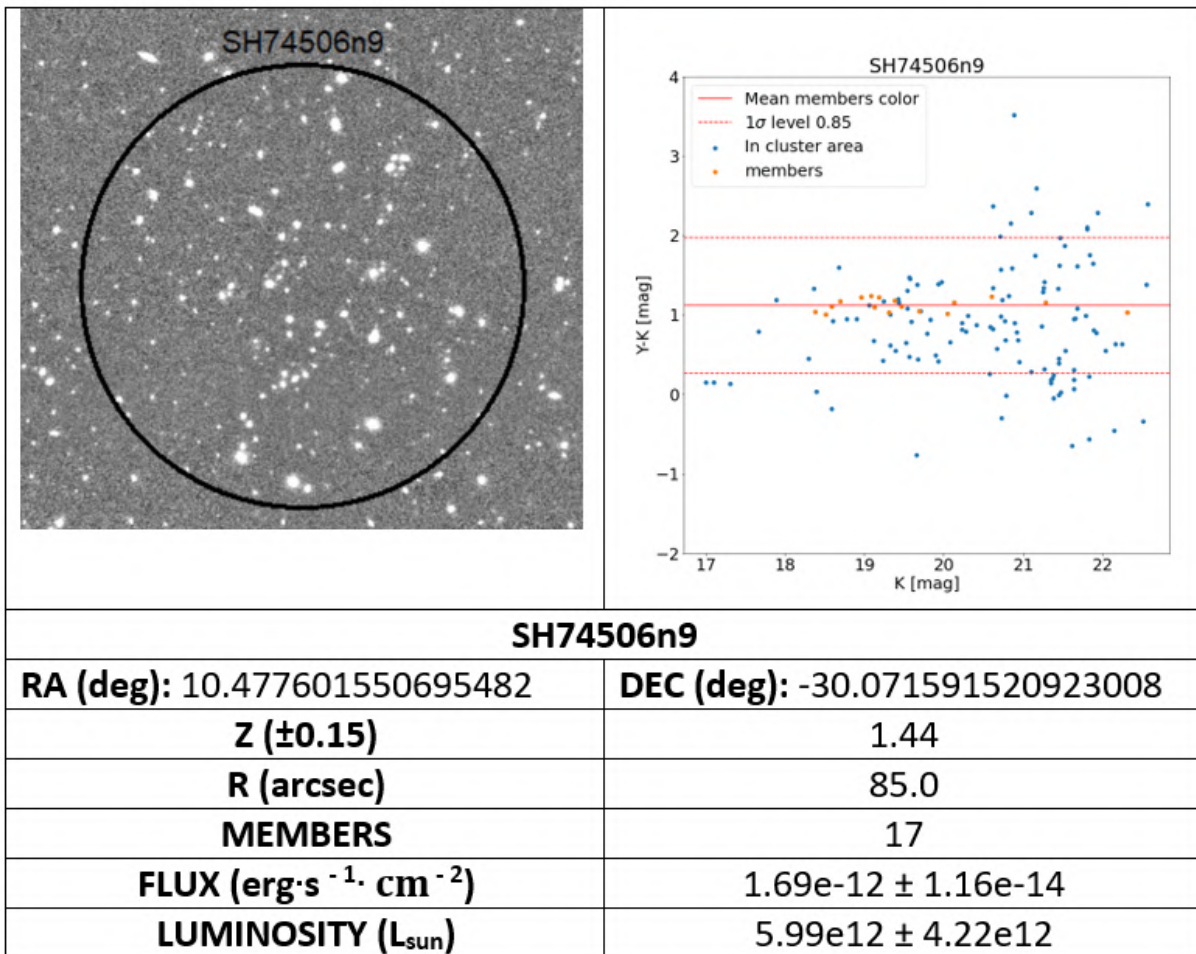 SH74506n9
SH74506n9
Mean members color
1σ level 0.85
In cluster area
members
4
3
2
1
0
−1
−2
Y-K [mag]
17 18 19 20 21 22
K [mag]
SH74506n9
RA (deg): 10.477601550695482 DEC (deg): -30.071591520923008
Z (±0.15) 1.44
R (arcsec) 85.0
MEMBERS 17
FLUX (erg·s ⁻¹· cm ⁻²) 1.69e-12 ± 1.16e-14
LUMINOSITY (Lsun) 5.99e12 ± 4.22e12